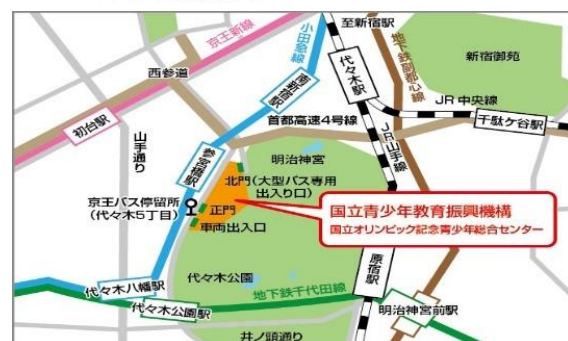 至新宿駅
京王新線
小田急線
地下鉄副都心線
新宿御苑
西参道
南新宿駅
代々木駅
JR 中央線
初台駅
山手通り
首都高速4号線
千駄ケ谷駅
参宮橋駅
明治神宮
JR山手線
北門(大型バス専用
出入り口)
京王バス停留所
(代々木5丁目)
正門
車両出入口
国立青少年教育振興機構
国立オリンピック記念青少年総合センター
原宿駅
代々木公園
代々木八幡駅
地下鉄千代田線
代々木公園駅
明治神宮前駅
井ノ頭通り